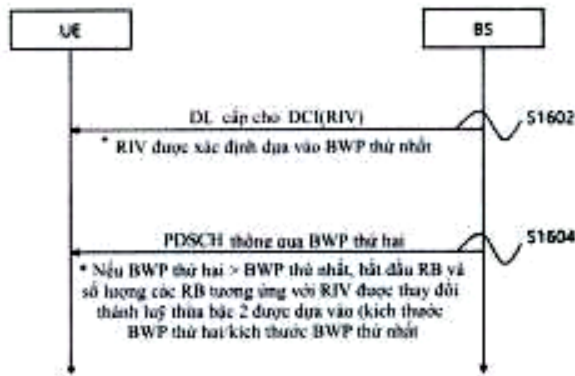 UE
BS
DL cấp cho DCI(RIV)
S1602
* RIV được xác định dựa vào BWP thứ nhất
PDSCH thông qua BWP thứ hai
S1604
* Nếu BWP thứ hai > BWP thứ nhất, bắt đầu RB và
số lượng các RB tương ứng với RIV được thay đổi
thành luỹ thừa bậc 2 được dựa vào (kích thước
BWP thứ hai/kích thước BWP thứ nhất